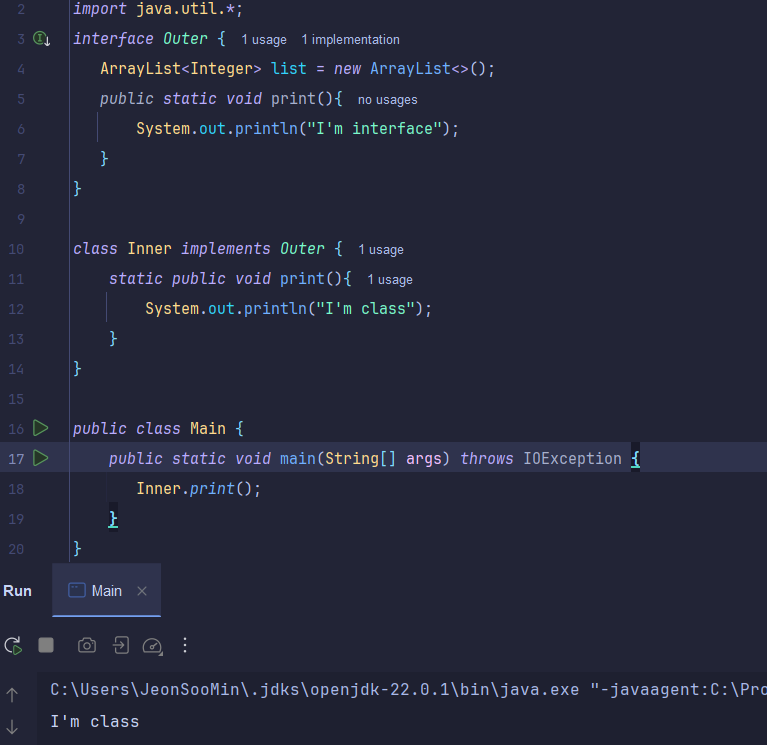 2 import java.util.*;
3 interface Outer { 1 usage 1 implementation
4 ArrayList<Integer> list = new ArrayList<>();
5 public static void print(){ no usages
6 System.out.println("I'm interface");
7 }
8 }
9
10 class Inner implements Outer { 1 usage
11 static public void print(){ 1 usage
12 System.out.println("I'm class");
13 }
14 }
15
16 public class Main {
17 public static void main(String[] args) throws IOException {
18 Inner.print();
19 }
20 }
Run Main
C:\Users\JeonSooMin\.jdks\openjdk-22.0.1\bin\java.exe "-javaagent:C:\Pro
I'm class